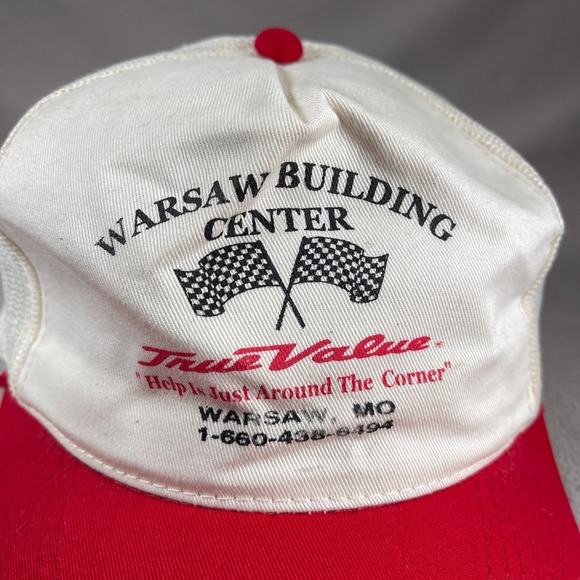 WARSAW BUILDING
CENTER
True Value
"Help Is Just Around The Corner"
WARSAW, MO
1-660-438-6494